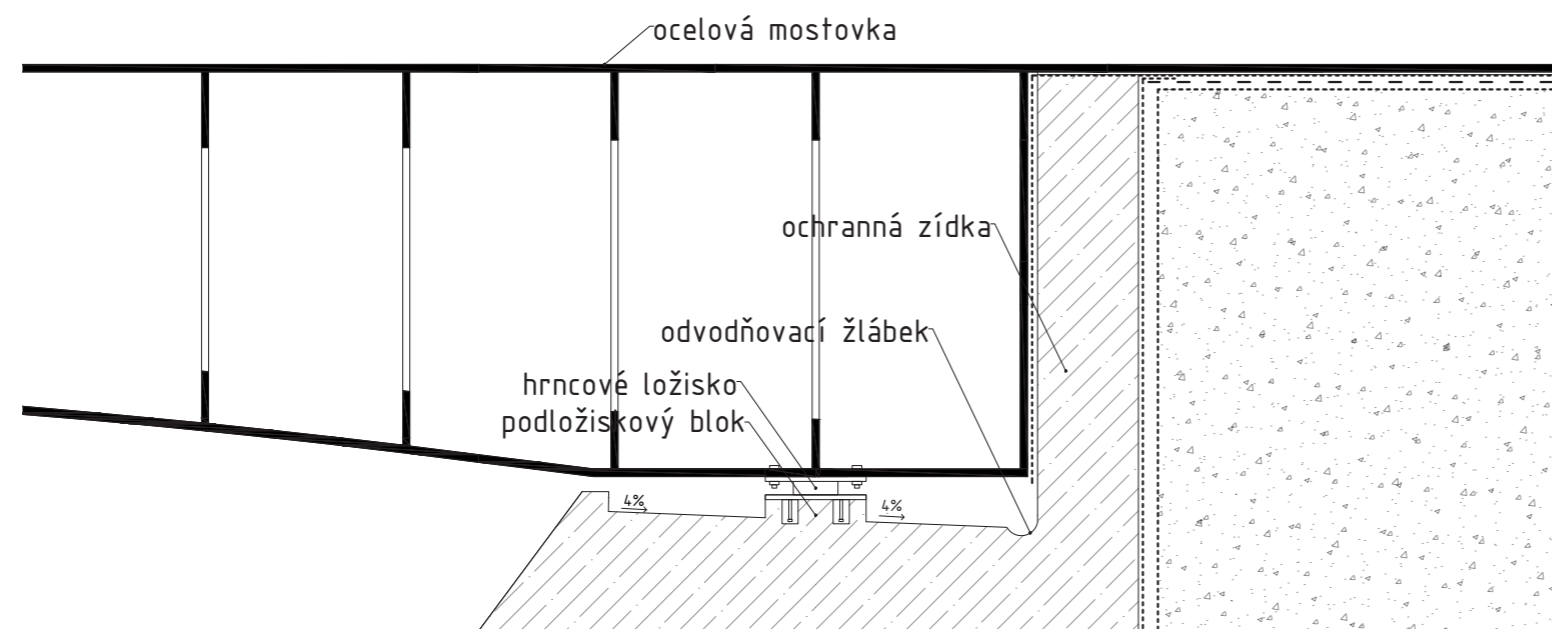 ocelová mostovka
ochranná zídka
odvodňovací žlábek
hrncové ložisko
podložiskový blok
4%
4%